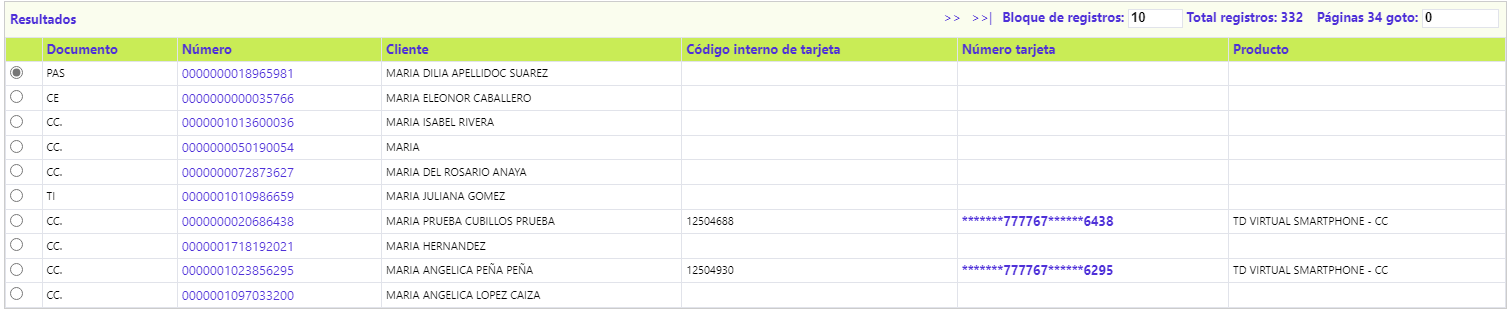 Resultados >> >>| Bloque de registros: 10 Total registros: 332 Páginas 34 goto: 0
Documento Número Cliente Código interno de tarjeta Número tarjeta Producto
PAS 0000000018965981 MARIA DILIA APELLIDOC SUAREZ
CE 0000000000035766 MARIA ELEONOR CABALLERO
CC. 0000001013600036 MARIA ISABEL RIVERA
CC. 0000000050190054 MARIA
CC. 0000000072873627 MARIA DEL ROSARIO ANAYA
TI 0000001010986659 MARIA JULIANA GOMEZ
CC. 0000000020686438 MARIA PRUEBA CUBILLOS PRUEBA 12504688 *******777767******6438 TD VIRTUAL SMARTPHONE - CC
CC. 0000001718192021 MARIA HERNANDEZ
CC. 0000001023856295 MARIA ANGELICA PEÑA PEÑA 12504930 *******777767******6295 TD VIRTUAL SMARTPHONE - CC
CC. 0000001097033200 MARIA ANGELICA LOPEZ CAIZA